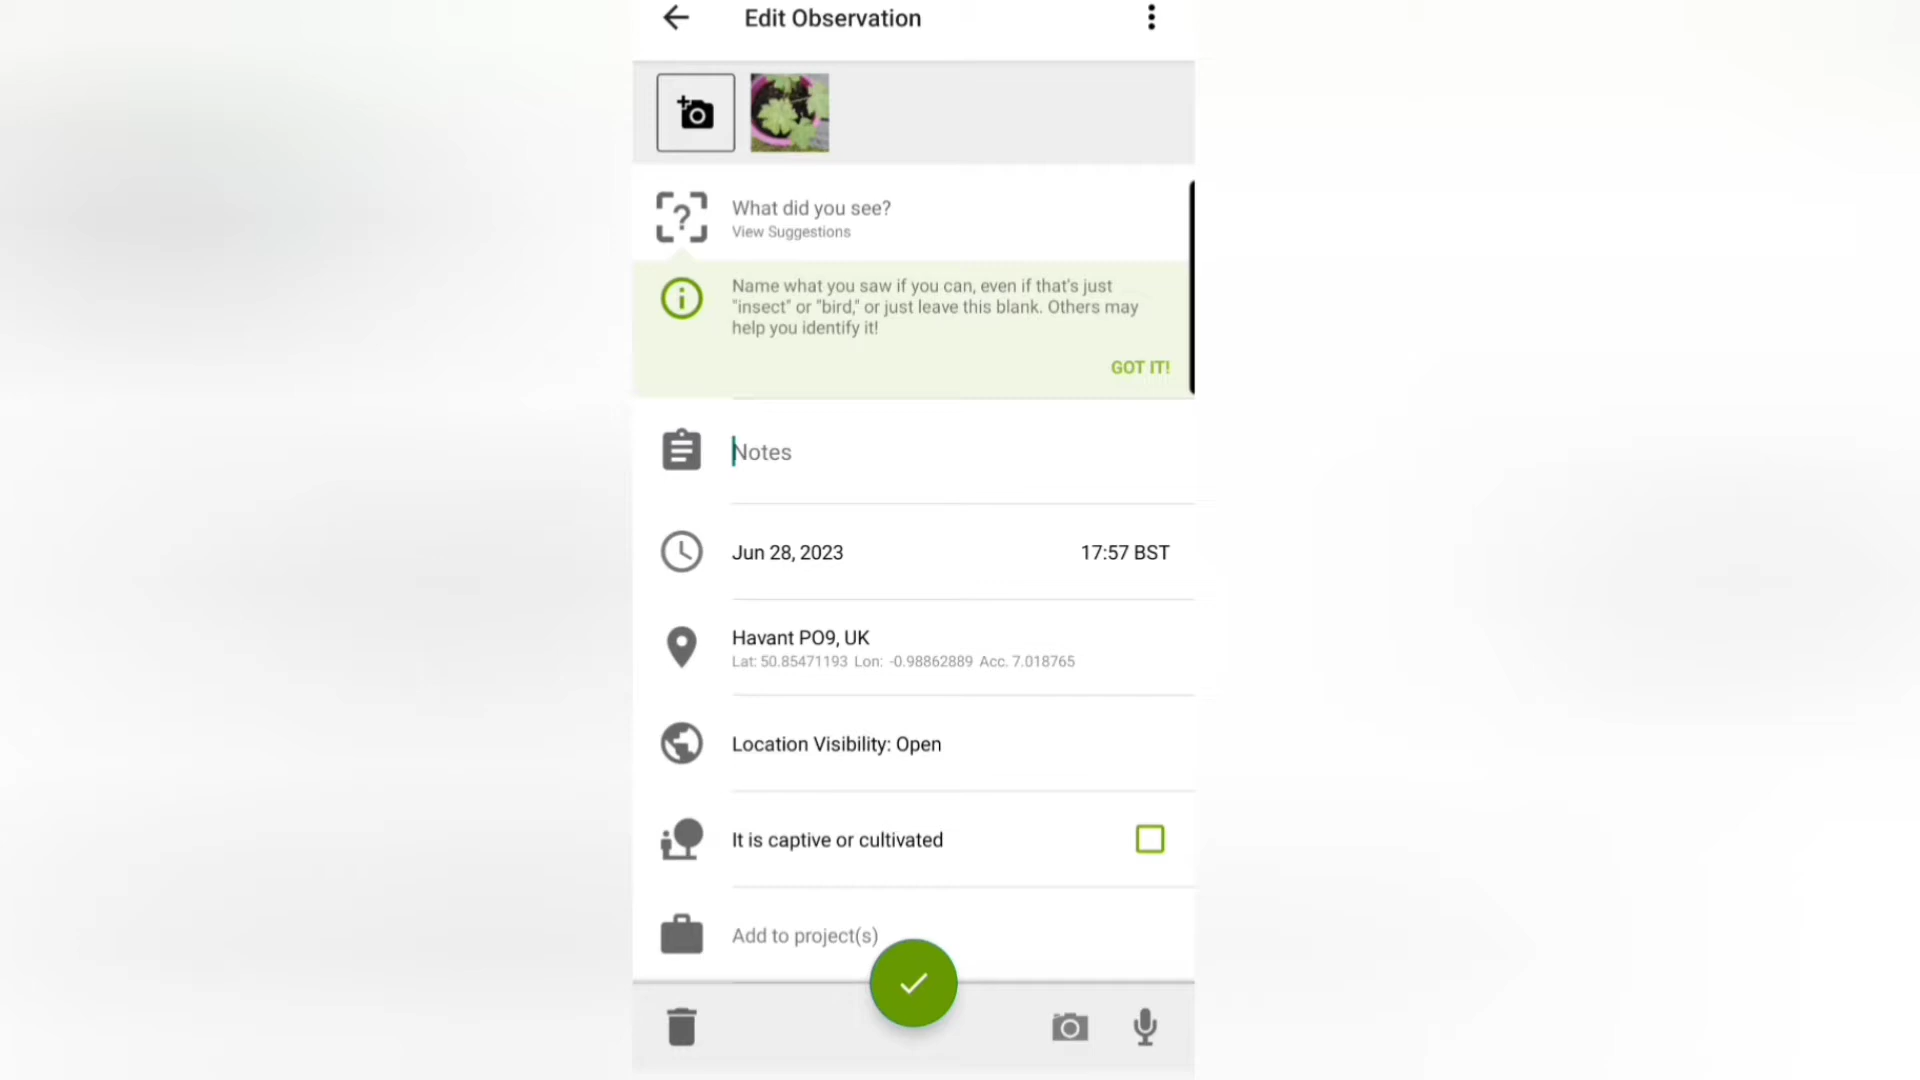 Edit Observation
What did you see?
View Suggestions
Name what you saw if you can, even if that's just
"insect" or "bird," or just leave this blank. Others may
help you identify it!
GOT IT!
Notes
Jun 28, 2023 17:57 BST
Havant PO9, UK
Lat: 50.85471193 Lon: -0.98862889 Acc. 7.018765
Location Visibility: Open
It is captive or cultivated
Add to project(s)